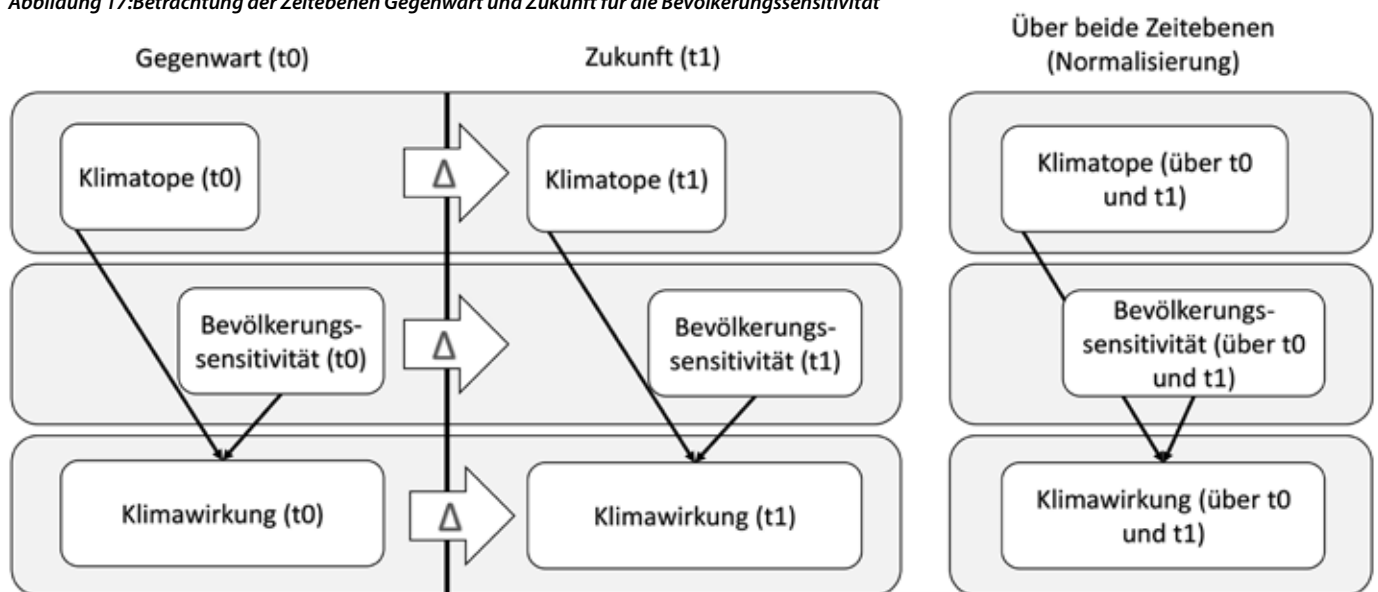 Abbildung 17:Betrachtung der Zeitebenen Gegenwart und Zukunft für die Bevölkerungssensitivität
Gegenwart (t0)
Zukunft (t1)
Über beide Zeitebenen
(Normalisierung)
Klimatope (t0)
Δ
Klimatope (t1)
Klimatope (über t0
und t1)
Bevölkerungs-
sensitivität (t0)
Δ
Bevölkerungs-
sensitivität (t1)
Bevölkerungs-
sensitivität (über t0
und t1)
Klimawirkung (t0)
Δ
Klimawirkung (t1)
Klimawirkung (über t0
und t1)